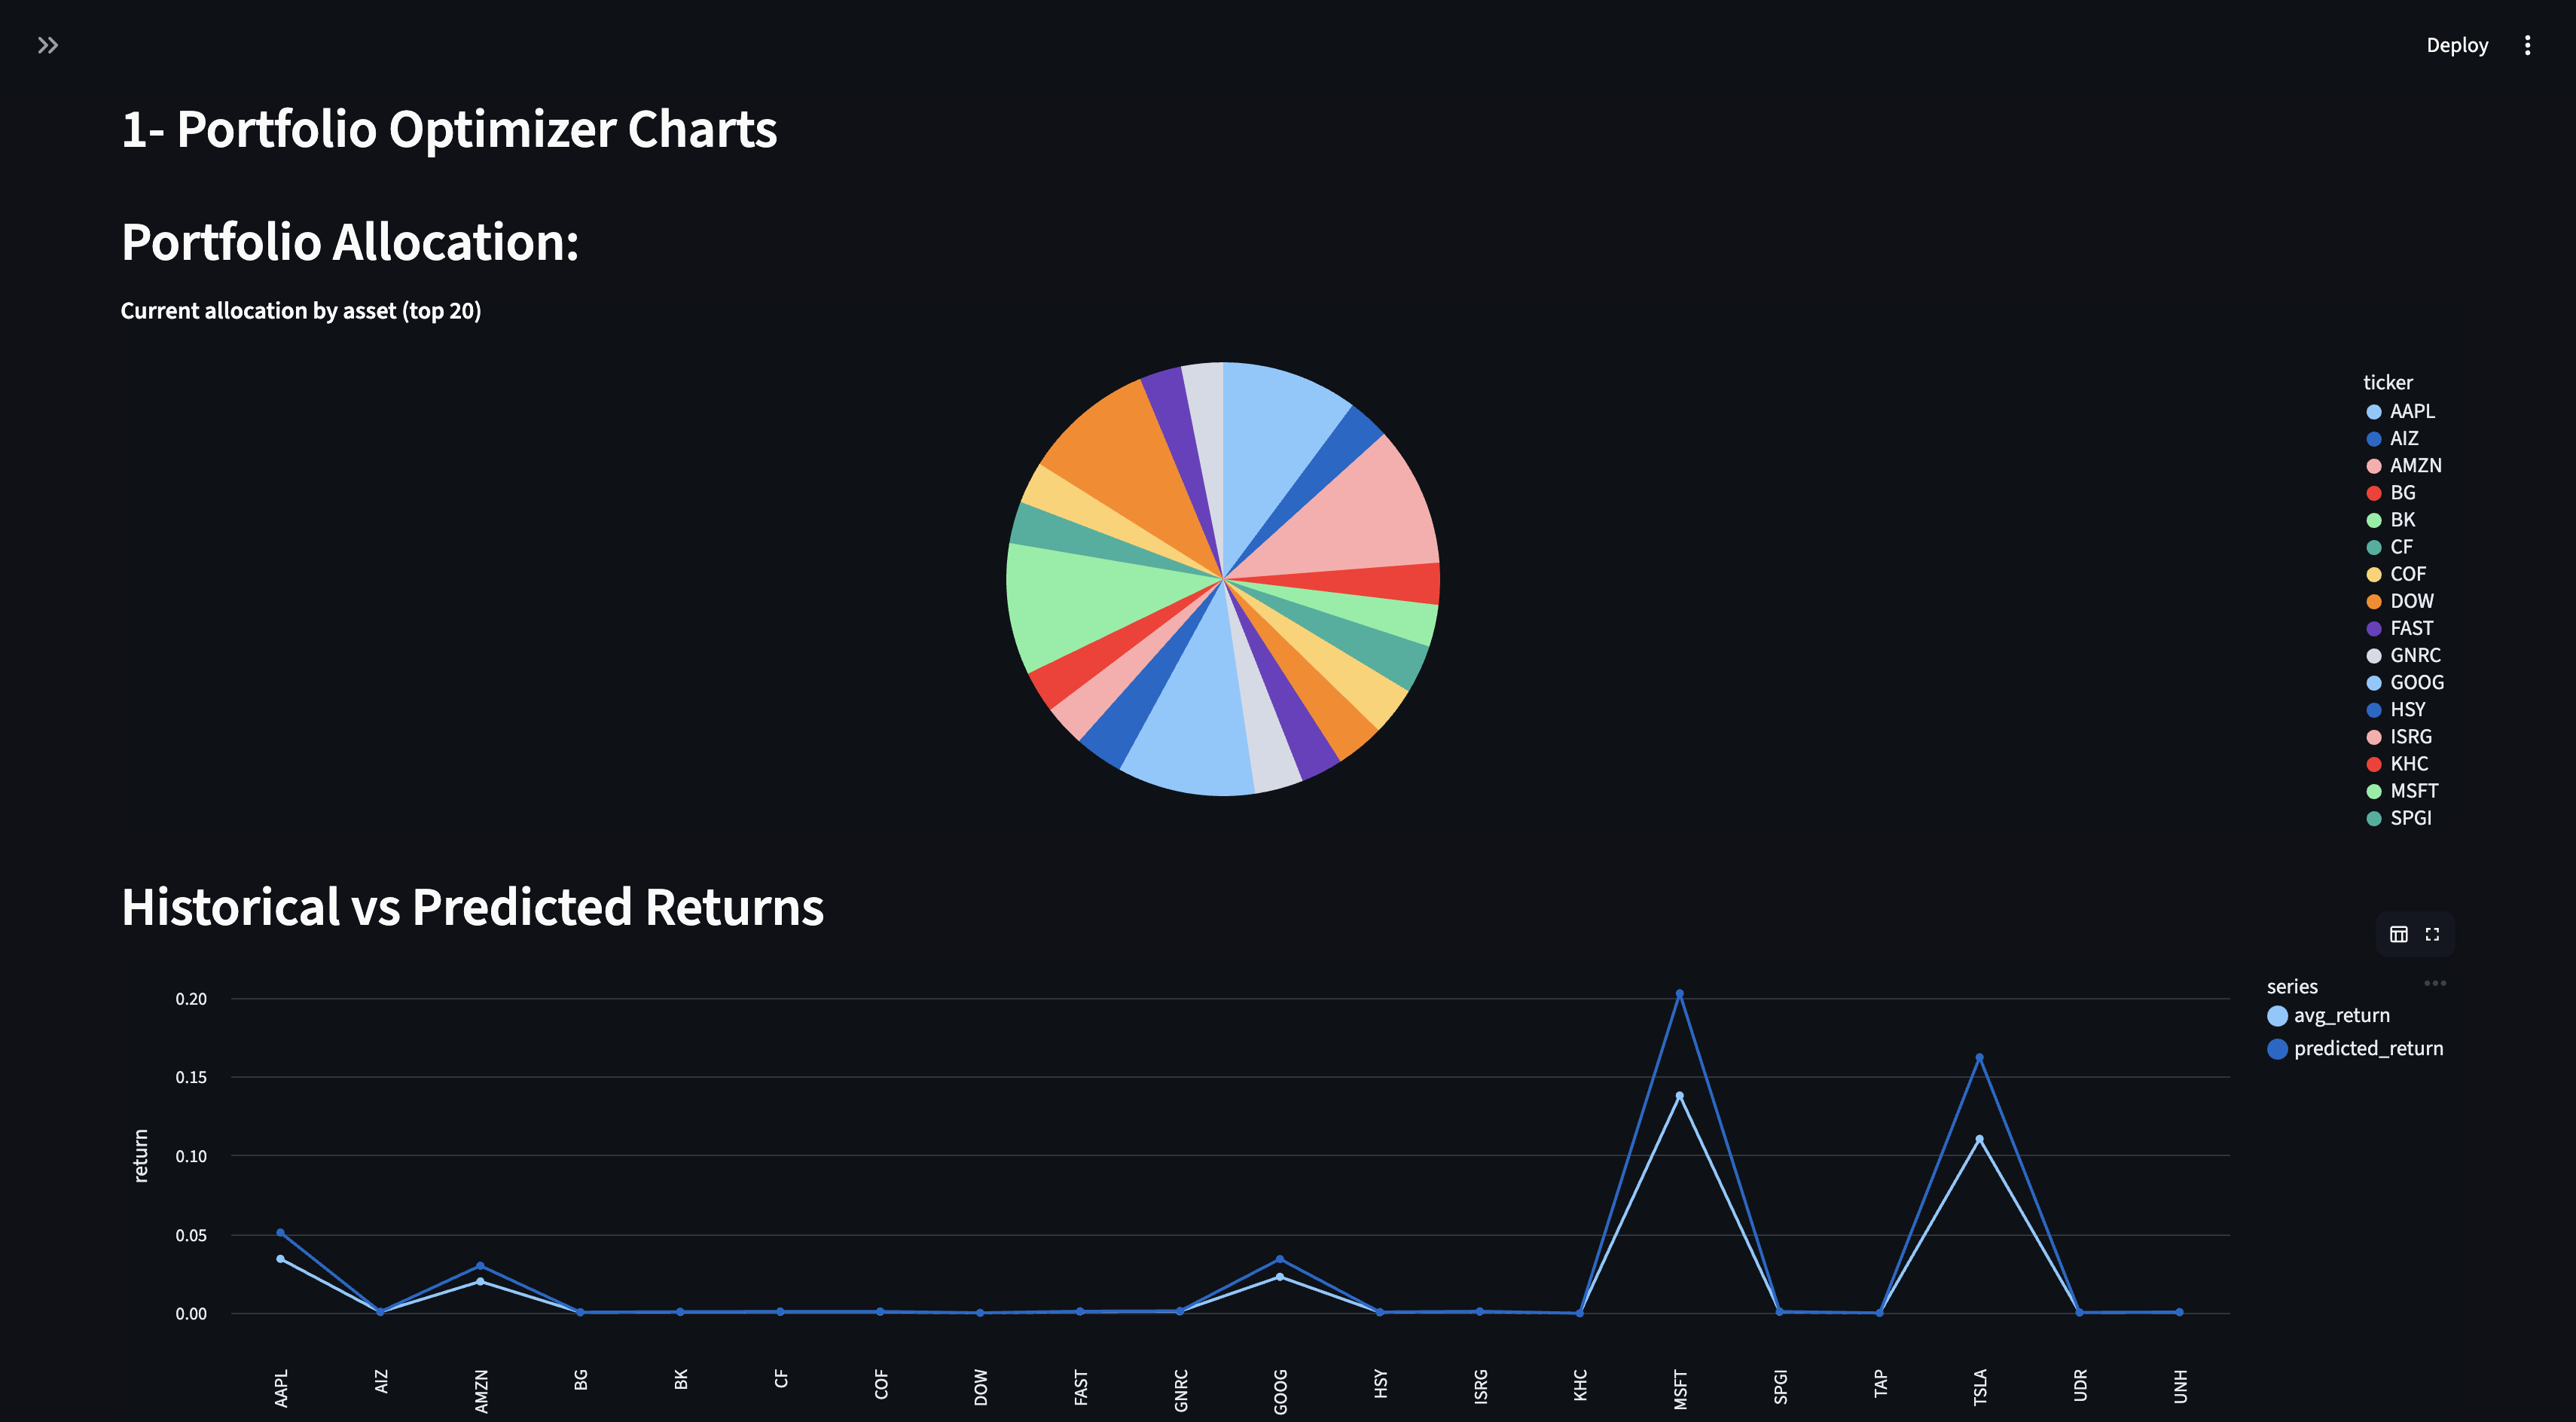 Deploy
1- Portfolio Optimizer Charts
Portfolio Allocation:
Current allocation by asset (top 20)
ticker
AAPL
AIZ
AMZN
BG
BK
CF
COF
DOW
FAST
GNRC
GOOG
HSY
ISRG
KHC
MSFT
SPGI
Historical vs Predicted Returns
series
avg_return
predicted_return
return
0.20
0.15
0.10
0.05
0.00
AAPL
AIZ
AMZN
BG
BK
CF
COF
DOW
FAST
GNRC
GOOG
HSY
ISRG
KHC
MSFT
SPGI
TAP
TSLA
UDR
UNH